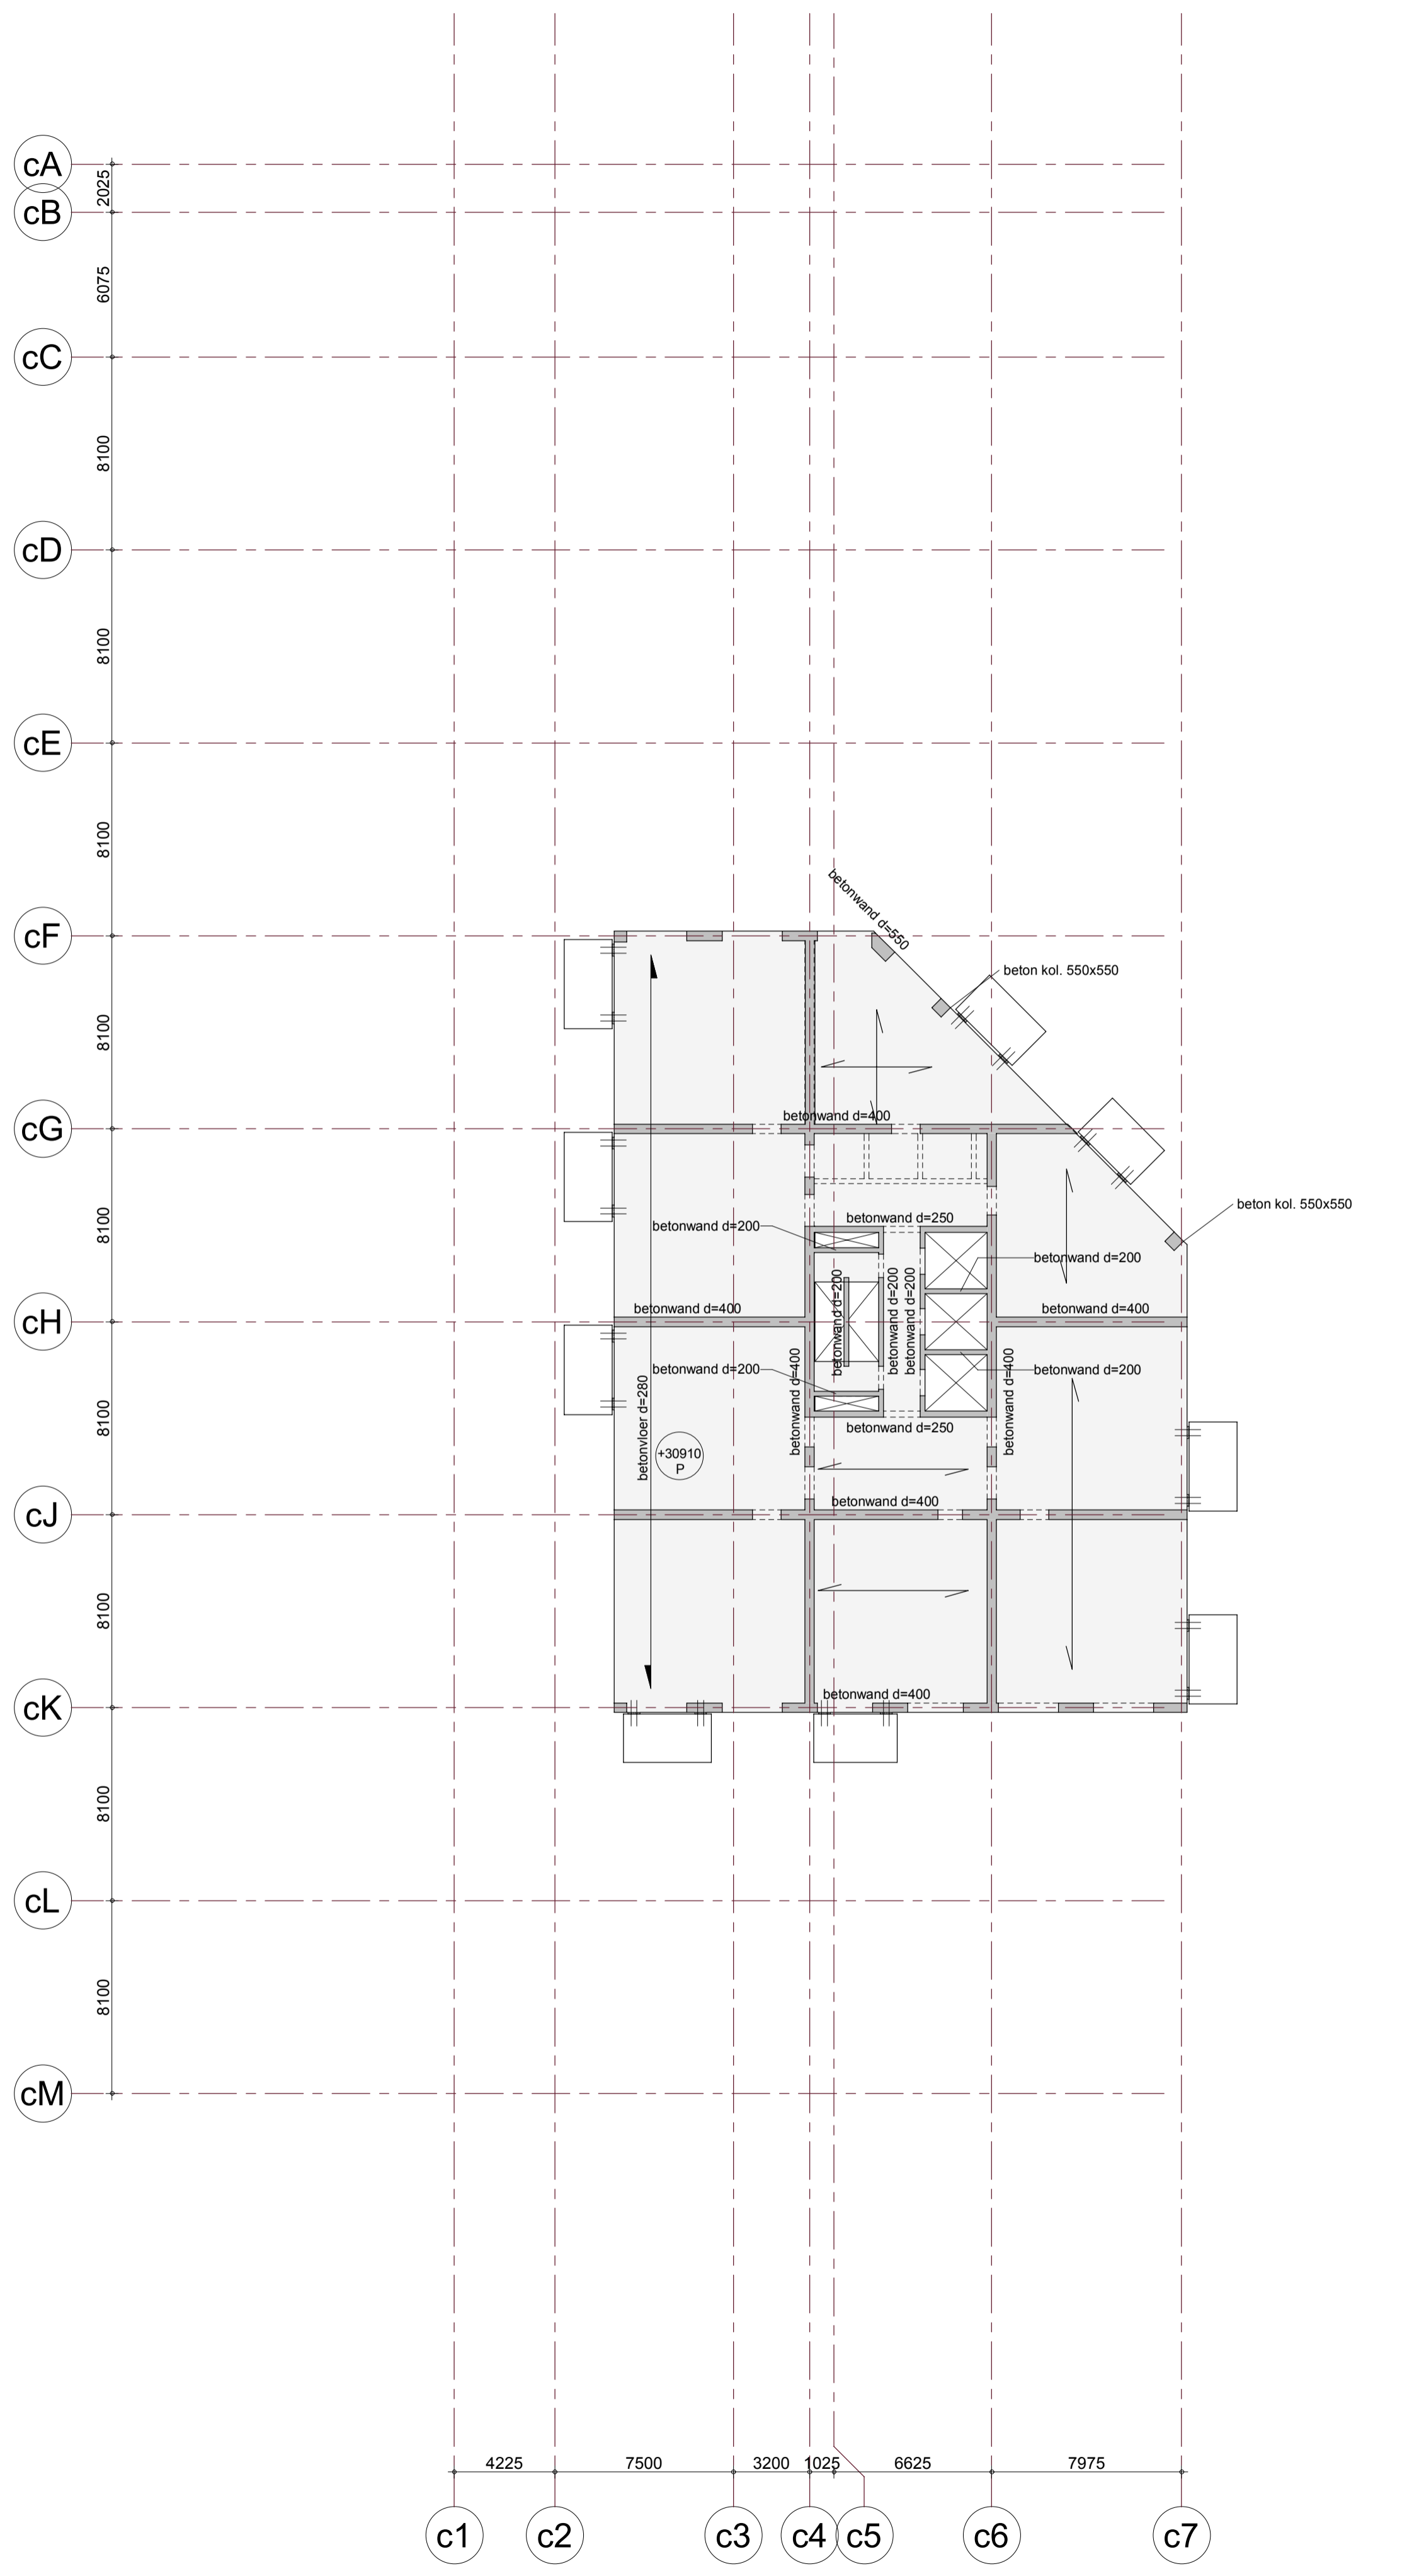 cA
2025
cB
6075
cC
8100
cD
8100
cE
8100
betonwand d=550
cF
beton kol. 550x550
8100
betonwand d=400
cG
beton kol. 550x550
8100
betonwand d=250
betonwand d=200
betonwand d=200
betonwand d=200
betonwand d=200
betonwand d=200
betonwand d=400
betonwand d=400
cH
betonwand d=200
betonwand d=200
betonwand d=400
betonwand d=400
betonvloer d=280
8100
betonwand d=250
+30910
P
betonwand d=400
cJ
8100
betonwand d=400
cK
8100
cL
8100
cM
4225
7500
3200
1025
6625
7975
c1
c2
c3
c4
c5
c6
c7
8100